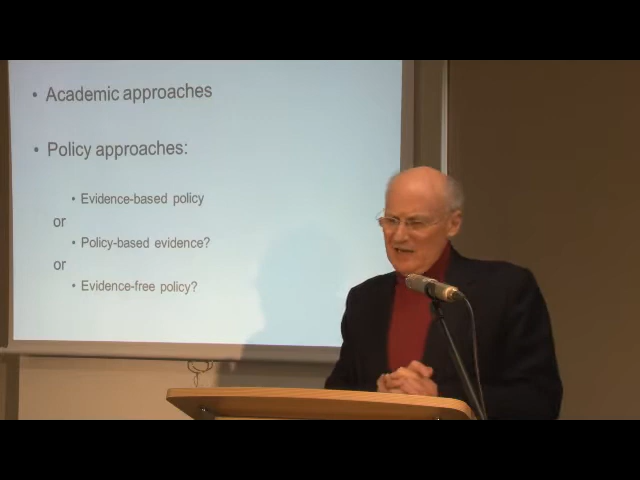 • Academic approaches
• Policy approaches:
• Evidence-based policy
or
• Policy-based evidence?
or
• Evidence-free policy?